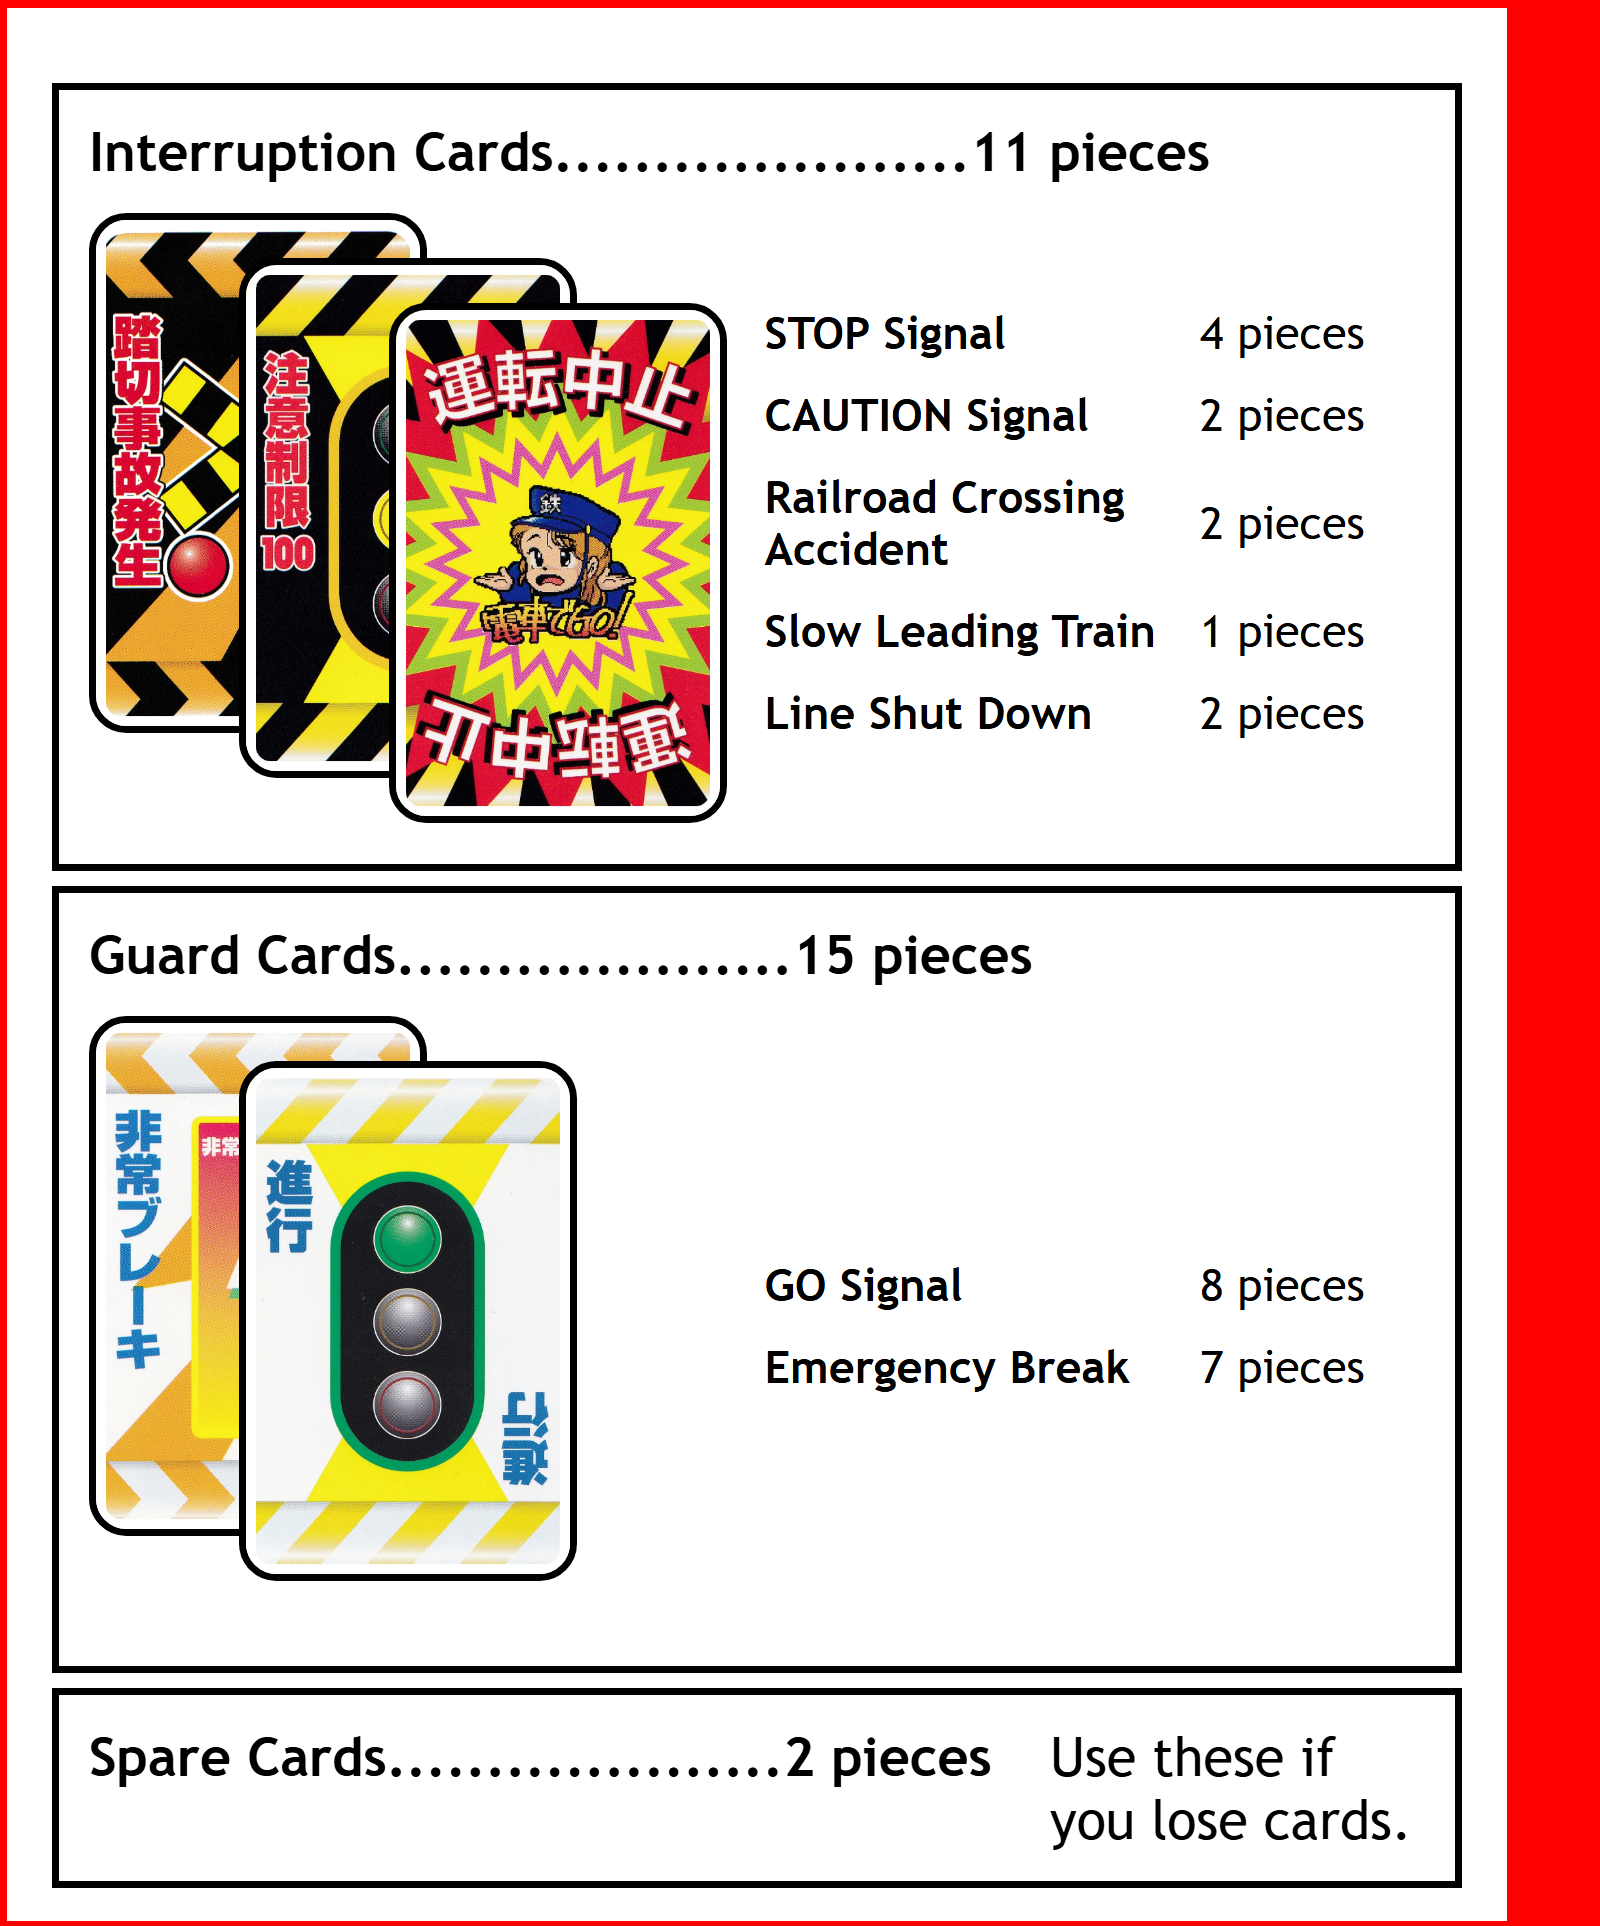 Interruption Cards.....................11 pieces
踏切事故発生
注意制限100
運転中止
鉄
電車でGO!
運転中止
STOP Signal 4 pieces
CAUTION Signal 2 pieces
Railroad Crossing
Accident 2 pieces
Slow Leading Train 1 pieces
Line Shut Down 2 pieces
Guard Cards....................15 pieces
非常ブレーキ
非常
進行
進行
GO Signal 8 pieces
Emergency Break 7 pieces
Spare Cards....................2 pieces
Use these if
you lose cards.